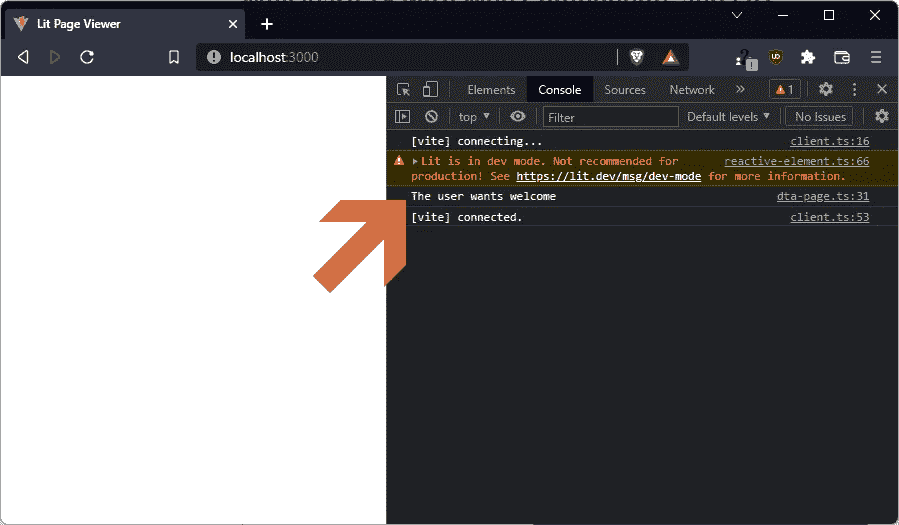 Lit Page Viewer
localhost:3000
Elements Console Sources Network » 1
top Filter Default levels No Issues
[vite] connecting... client.ts:16
Lit is in dev mode. Not recommended for reactive-element.ts:66
production! See https://lit.dev/msg/dev-mode for more information.
The user wants welcome dta-page.ts:31
[vite] connected. client.ts:53